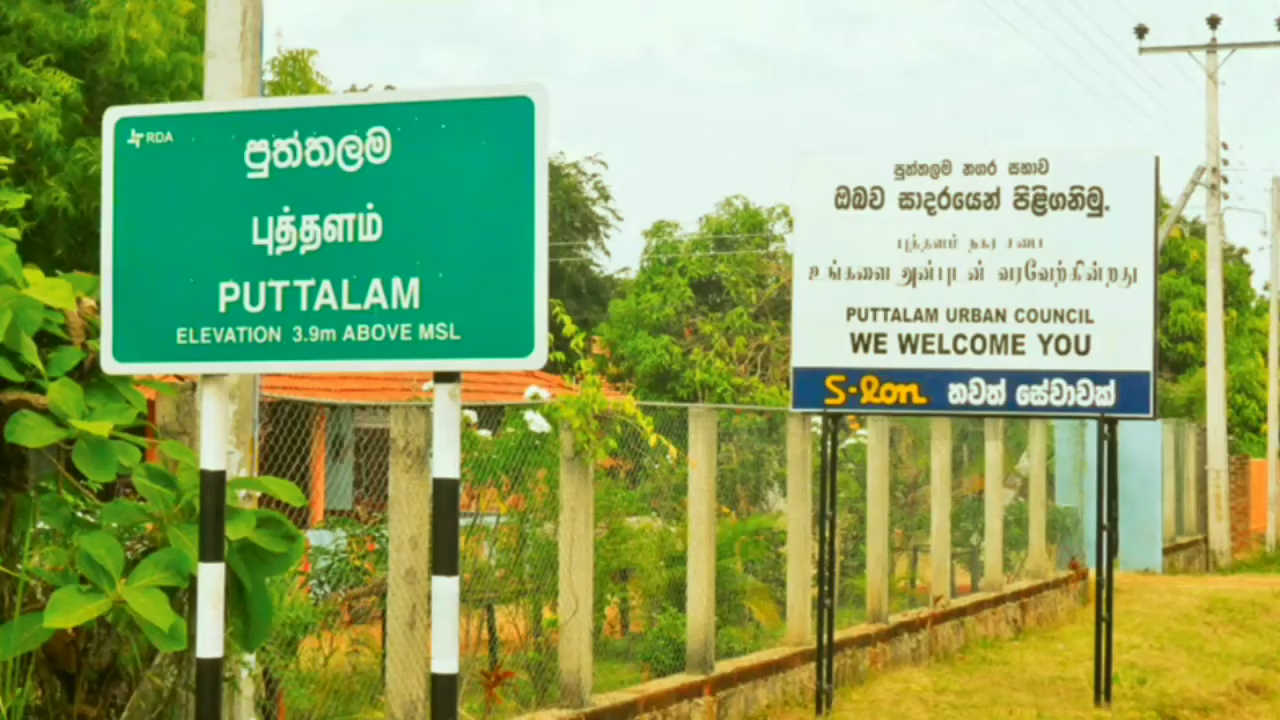 RDA
පුත්තලම
புத்தளம்
PUTTALAM
ELEVATION 3.9m ABOVE MSL
පුත්තලම නගර සභාව
ඔබව සාදරයෙන් පිළිගනිමු.
புத்தளம் நகர சபை
உங்களை அன்புடன் வரவேற்கின்றது
PUTTALAM URBAN COUNCIL
WE WELCOME YOU
S-lon තවත් සේවාවක්